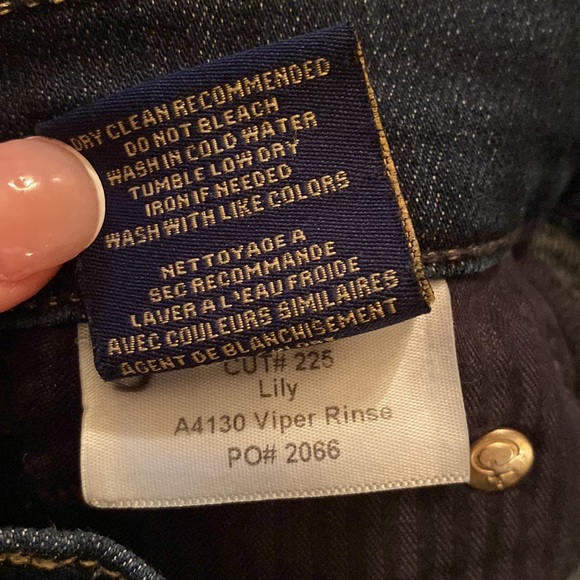 DRY CLEAN RECOMMENDED
DO NOT BLEACH
WASH IN COLD WATER
TUMBLE LOW DRY
IRON IF NEEDED
WASH WITH LIKE COLORS
NETTOYAGE A
SEC RECOMMANDE
LAVER A L'EAU FROIDE
AVEC COULEURS SIMILAIRES
AGENT DE BLANCHISEMENT
CUT# 225
Lily
A4130 Viper Rinse
PO# 2066